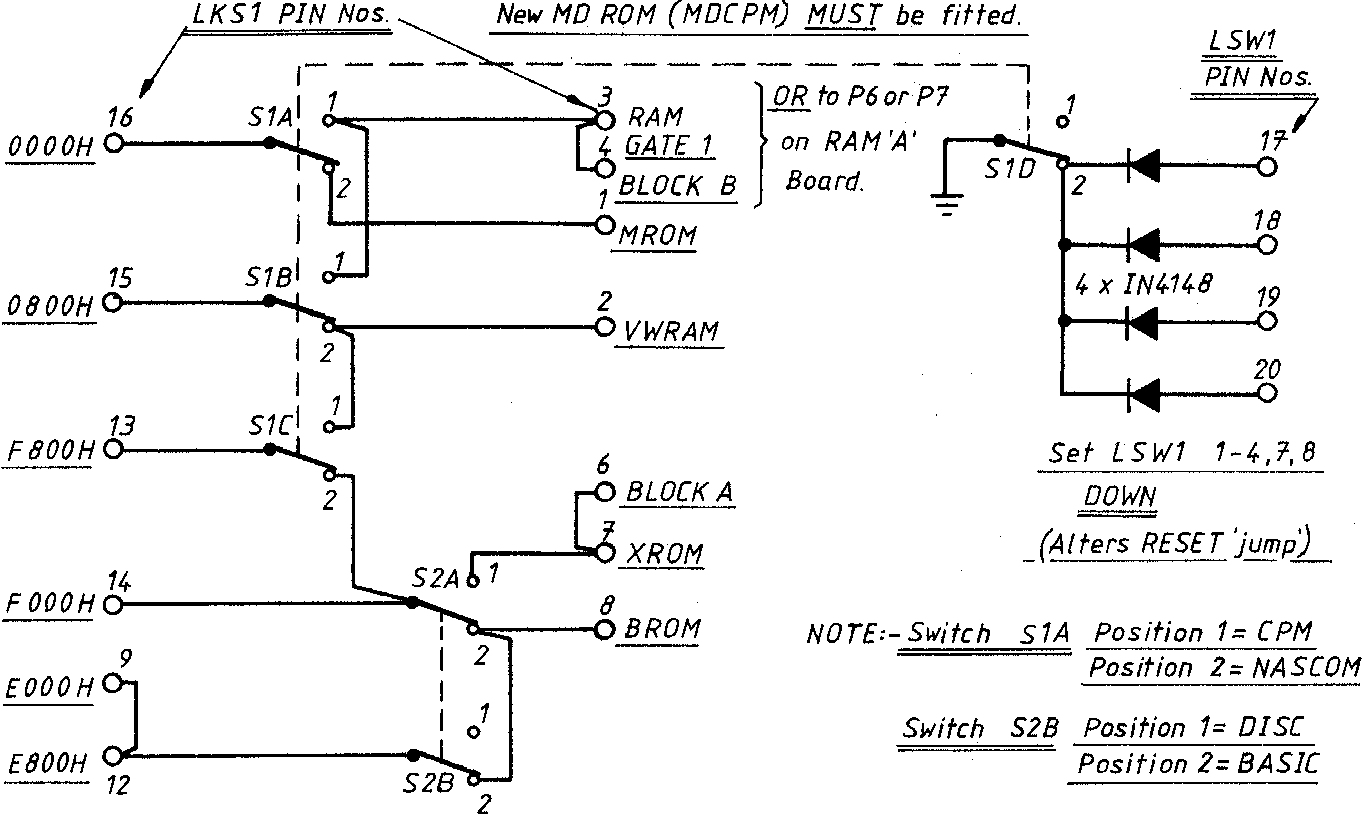 LKS1 PIN Nos.
New MD ROM (MDCPM) MUST be fitted.
LSW1
PIN Nos.
16
0000H
S1A
1
2
3
RAM
4
GATE 1
BLOCK B
1
MROM
OR to P6 or P7
on RAM 'A'
Board.
S1D
1
2
17
18
4 x IN4148
19
20
15
0800H
S1B
1
2
2
VWRAM
13
F800H
S1C
1
2
6
BLOCK A
7
XROM
Set LSW1 1-4,7,8
DOWN
(Alters RESET 'jump')
14
F000H
S2A
1
2
8
BROM
9
E000H
E800H
12
S2B
1
2
NOTE:- Switch S1A Position 1 = CPM
Position 2 = NASCOM
Switch S2B Position 1 = DISC
Position 2 = BASIC